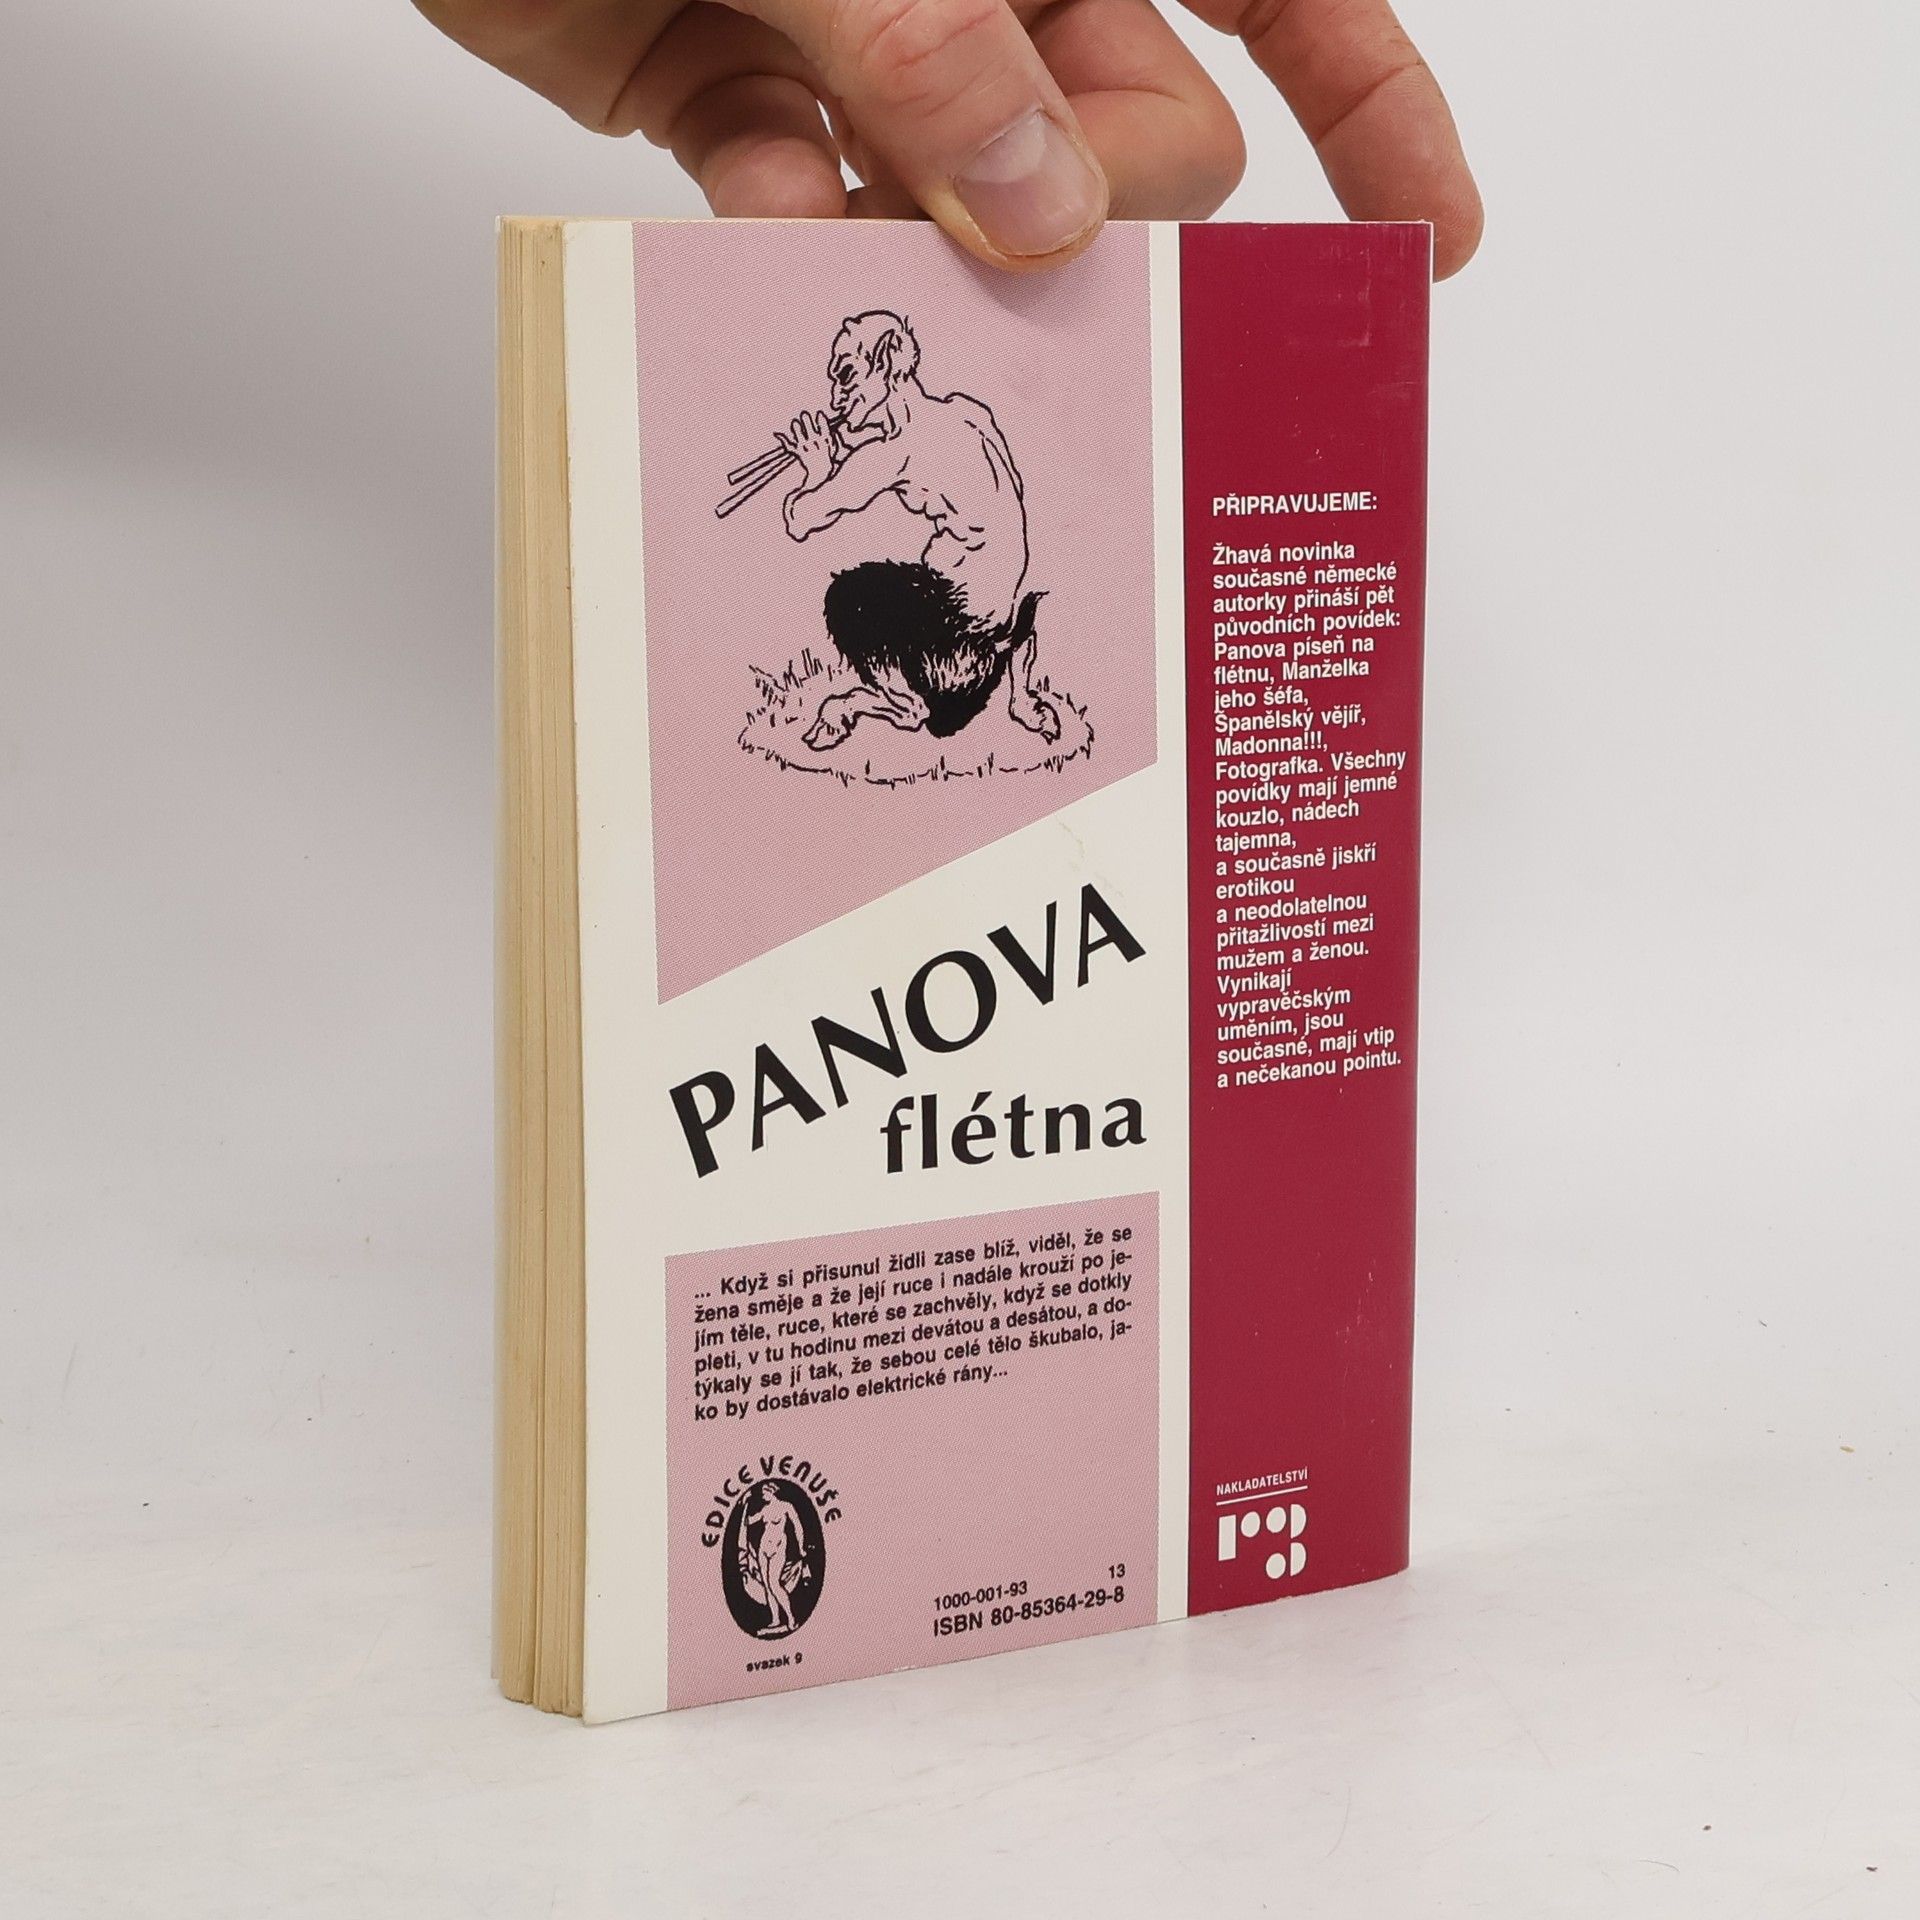 PANOVA
flétna
... Když si přisunul židli zase blíž, viděl, že se
žena směje a že její ruce i nadále krouží po je-
jím těle, ruce, které se zachvěly, když se dotkly
pleti, v tu hodinu mezi devátou a desátou, a do-
týkaly se jí tak, že sebou celé tělo škubalo, ja-
ko by dostávalo elektrické rány...
EDICE VENUŠE
svazek 9
1000-001-93 13
ISBN 80-85364-29-8
PŘIPRAVUJEME:
Žhavá novinka
současné německé
autorky přináší pět
původních povídek:
Panova píseň na
flétnu, Manželka
jeho šéfa,
Španělský vějíř,
Madonna!!!,
Fotografka. Všechny
povídky mají jemné
kouzlo, nádech
tajemna,
a současně jiskří
erotikou
a neodolatelnou
přitažlivostí mezi
mužem a ženou.
Vynikají
vypravěčským
uměním, jsou
současné, mají vtip
a nečekanou pointu.
NAKLADATELSTVÍ